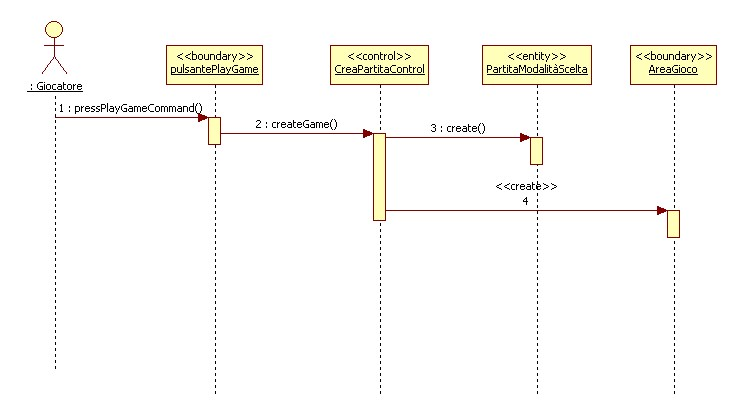 <<boundary>>
pulsantePlayGame
<<control>>
CreaPartitaControl
<<entity>>
PartitaModalitàScelta
<<boundary>>
AreaGioco
: Giocatore
1 : pressPlayGameCommand()
2 : createGame()
3 : create()
<<create>>
4